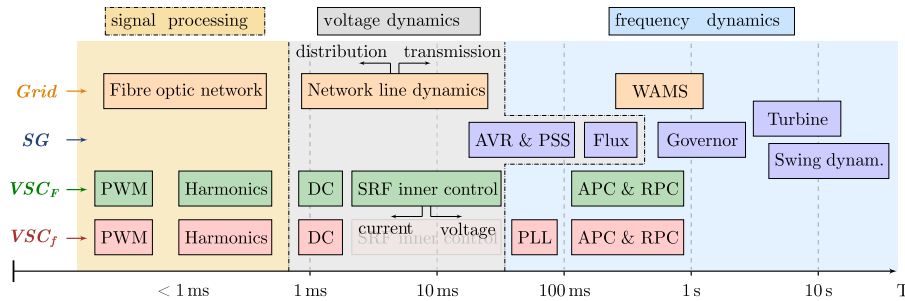 signal processing voltage dynamics frequency dynamics
distribution transmission
Grid Fibre optic network Network line dynamics WAMS
Turbine
SG AVR & PSS Flux Governor
Swing dynam.
VSC_F PWM Harmonics DC SRF inner control APC & RPC
current voltage
VSC_f PWM Harmonics DC SRF inner control PLL APC & RPC
< 1 ms 1 ms 10 ms 100 ms 1 s 10 s T